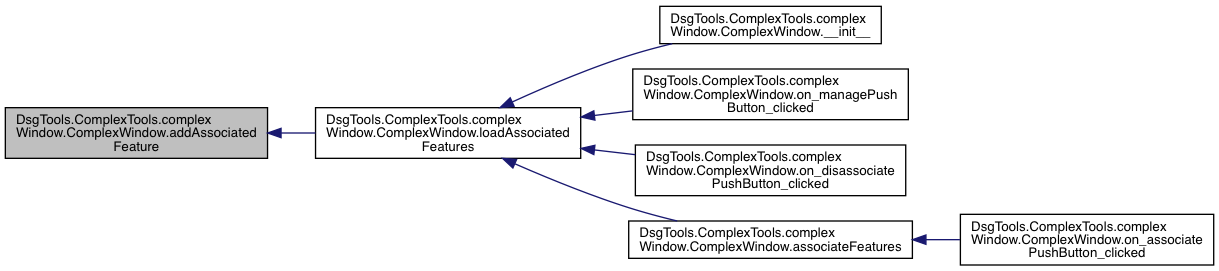 DsgTools.ComplexTools.complex
Window.ComplexWindow.__init__
DsgTools.ComplexTools.complex
Window.ComplexWindow.on_managePush
Button_clicked
DsgTools.ComplexTools.complex
Window.ComplexWindow.addAssociated
Feature
DsgTools.ComplexTools.complex
Window.ComplexWindow.loadAssociated
Features
DsgTools.ComplexTools.complex
Window.ComplexWindow.on_disassociate
PushButton_clicked
DsgTools.ComplexTools.complex
Window.ComplexWindow.associateFeatures
DsgTools.ComplexTools.complex
Window.ComplexWindow.on_associate
PushButton_clicked